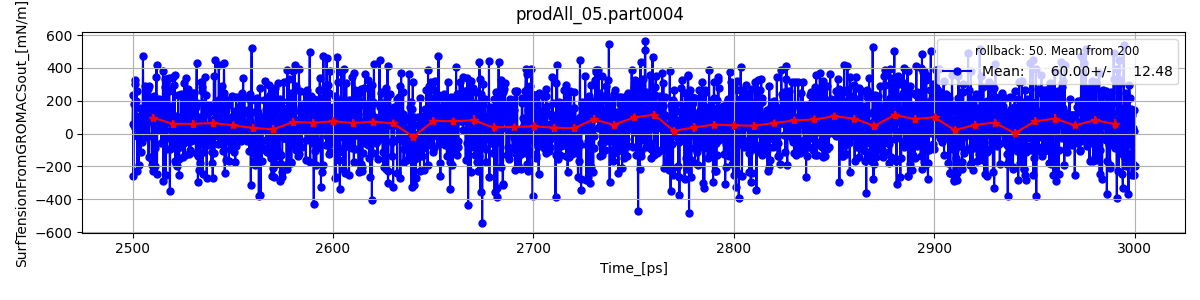 prodAll_05.part0004
SurfTensionFromGROMACSout_[mN/m]
600
400
200
0
−200
−400
−600
rollback: 50. Mean from 200
Mean: 60.00+/- 12.48
2500
2600
2700
2800
2900
3000
Time_[ps]